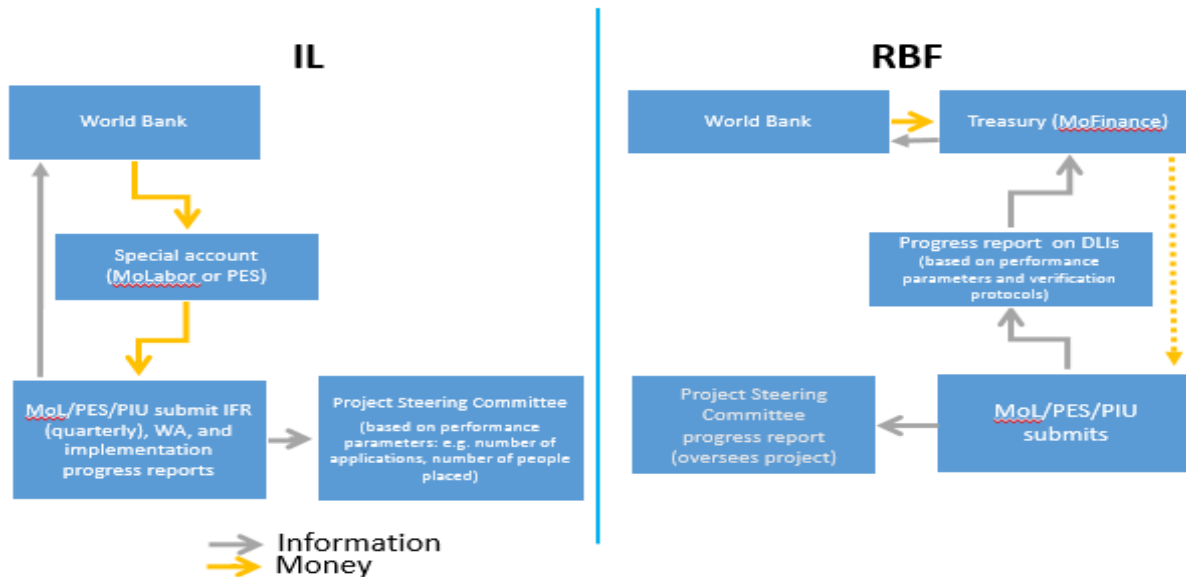 IL
World Bank
Special account
(MoLabor or PES)
MoL/PES/PIU submit IFR
(quarterly), WA, and
implementation
progress reports
Project Steering Committee
(based on performance
parameters: e.g. number of
applications, number of people
placed)
RBF
World Bank
Treasury (MoFinance)
Progress report on DLIs
(based on performance
parameters and verification
protocols)
Project Steering
Committee
progress report
(oversees project)
MoL/PES/PIU
submits
Information
Money